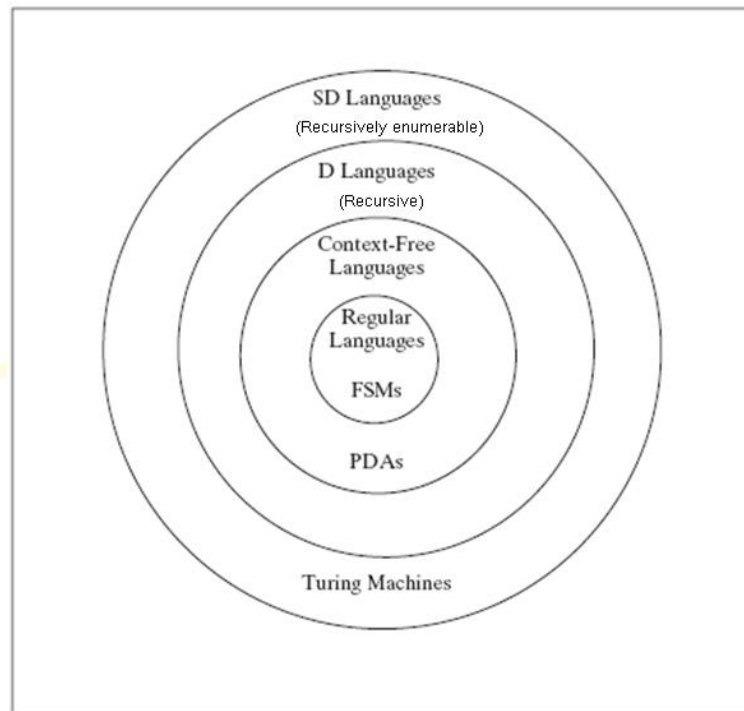 SD Languages
(Recursively enumerable)
D Languages
(Recursive)
Context-Free
Languages
Regular
Languages
FSMs
PDAs
Turing Machines